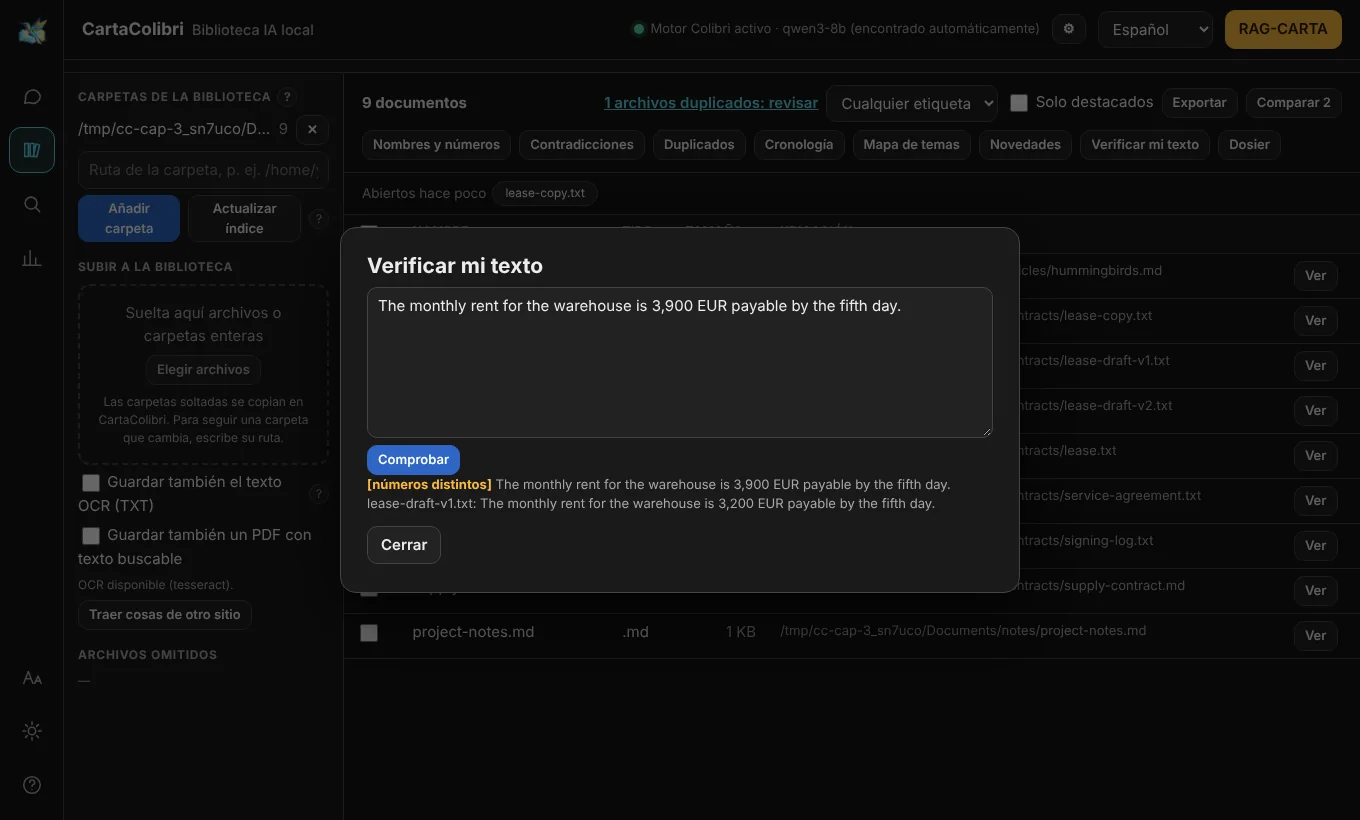 CartaColibri Biblioteca IA local
Motor Colibri activo · qwen3-8b (encontrado automáticamente)
Español
RAG-CARTA
CARPETAS DE LA BIBLIOTECA ?
/tmp/cc-cap-3_sn7uco/D... 9 ×
Ruta de la carpeta, p. ej. /home/
Añadir carpeta
Actualizar índice
?
SUBIR A LA BIBLIOTECA
Suelta aquí archivos o
carpetas enteras
Elegir archivos
Las carpetas soltadas se copian en
CartaColibri. Para seguir una carpeta
que cambia, escribe su ruta.
Guardar también el texto
OCR (TXT)
?
Guardar también un PDF con
texto buscable
OCR disponible (tesseract).
Traer cosas de otro sitio
ARCHIVOS OMITIDOS
—
AA
9 documentos
1 archivos duplicados: revisar
Cualquier etiqueta
Solo destacados
Exportar
Comparar 2
Nombres y números
Contradicciones
Duplicados
Cronología
Mapa de temas
Novedades
Verificar mi texto
Dosier
Abiertos hace poco lease-copy.txt
cles/hummingbirds.md Ver
ntracts/lease-copy.txt Ver
ntracts/lease-draft-v1.txt Ver
ntracts/lease-draft-v2.txt Ver
ntracts/lease.txt Ver
ntracts/service-agreement.txt Ver
ntracts/signing-log.txt Ver
ntracts/supply-contract.md Ver
project-notes.md .md 1 KB /tmp/cc-cap-3_sn7uco/Documents/notes/project-notes.md Ver
Verificar mi texto
The monthly rent for the warehouse is 3,900 EUR payable by the fifth day.
Comprobar
[números distintos] The monthly rent for the warehouse is 3,900 EUR payable by the fifth day.
lease-draft-v1.txt: The monthly rent for the warehouse is 3,200 EUR payable by the fifth day.
Cerrar